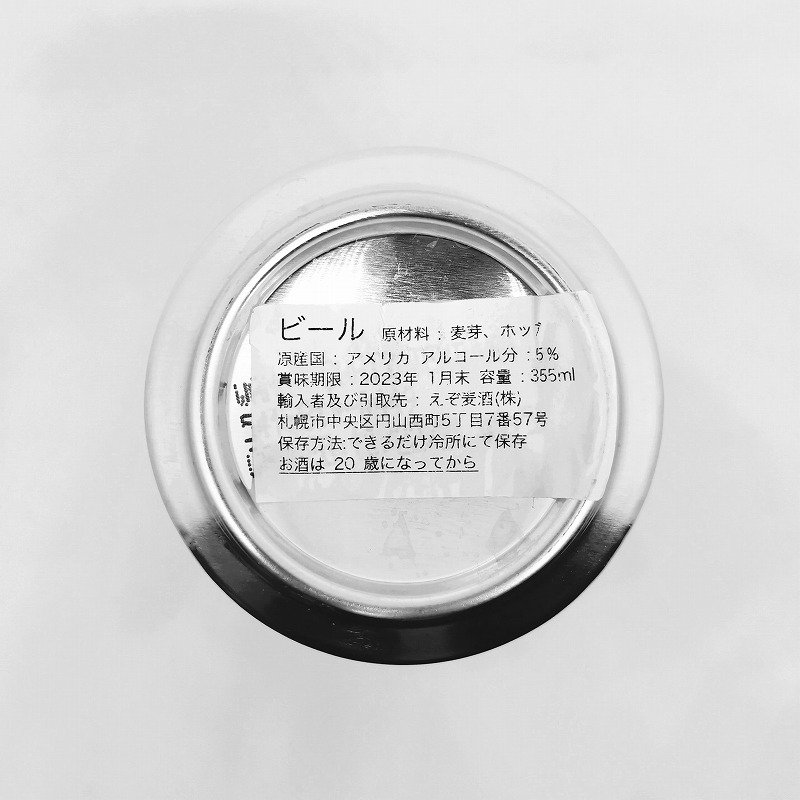 ビール 原材料：麦芽、ホップ
原産国：アメリカ アルコール分：5％
賞味期限：2023年 1月末 容量：355ml
輸入者及び引取先：えぞ麦酒(株)
札幌市中央区円山西町5丁目7番57号
保存方法:できるだけ冷所にて保存
お酒は 20 歳になってから